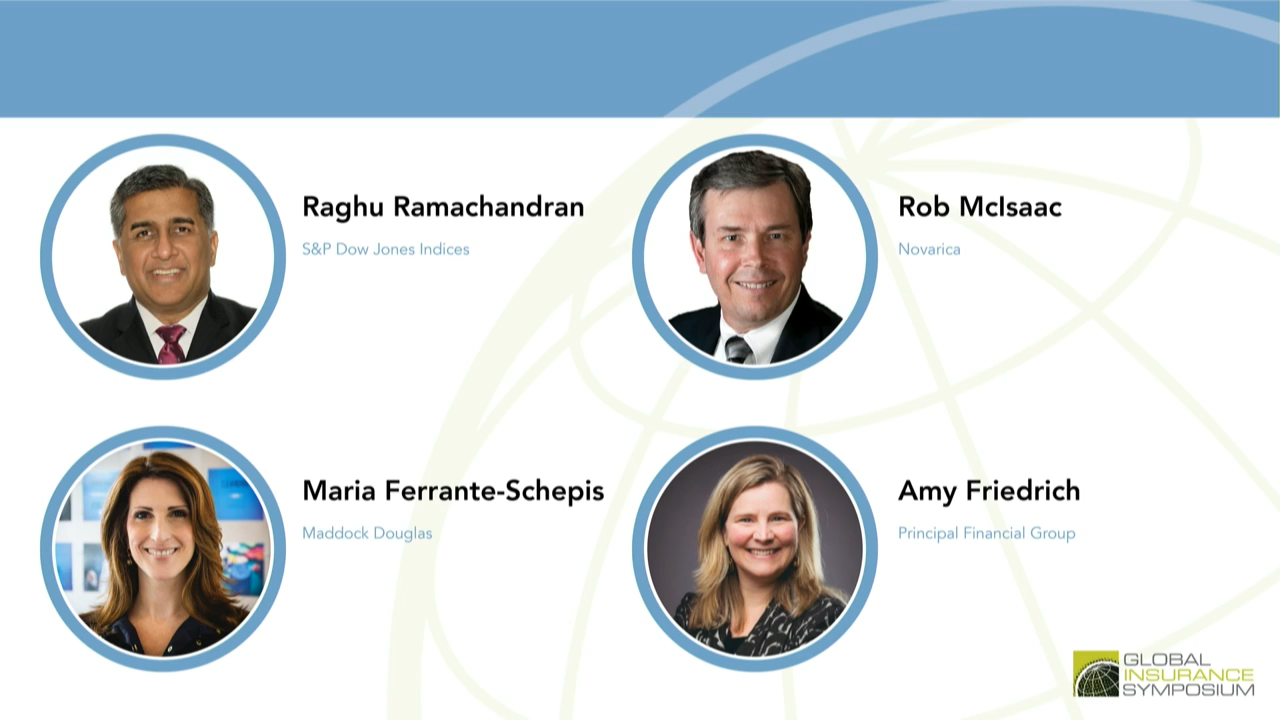 Raghu Ramachandran
S&P Dow Jones Indices
Rob McIsaac
Novarica
Maria Ferrante-Schepis
Maddock Douglas
Amy Friedrich
Principal Financial Group
GLOBAL
INSURANCE
SYMPOSIUM